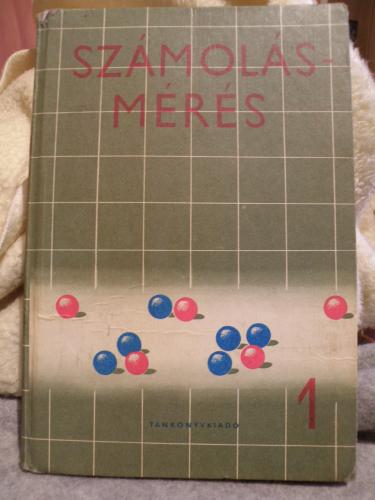 SZÁMOLÁS-
MÉRÉS
1
TANKÖNYVKIADÓ